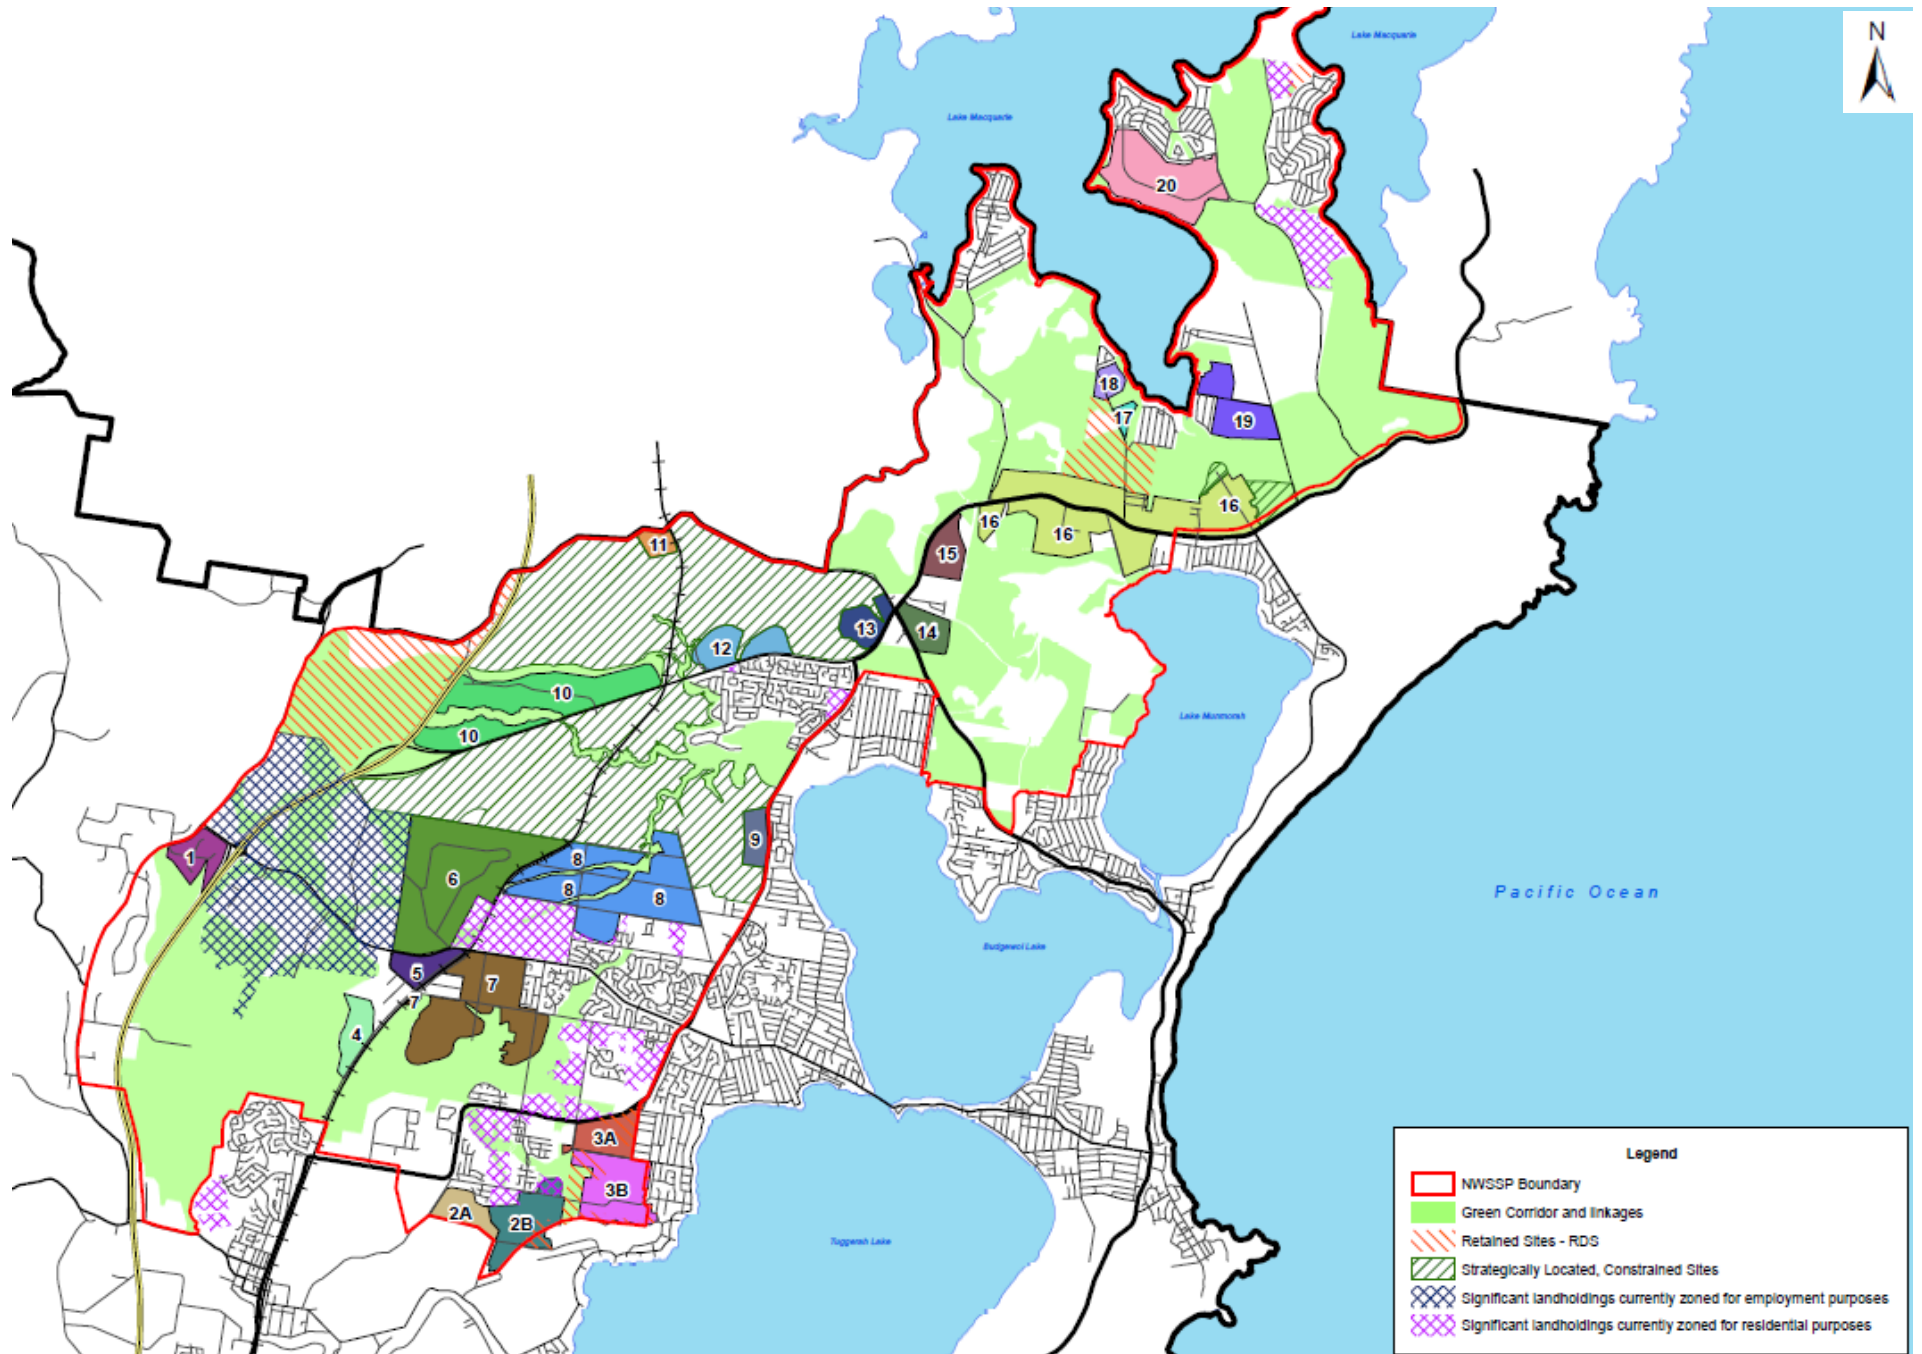 Lake Macquarie
N
Lake Macquarie
20
18
17
19
16
16
16
11
15
13
14
12
10
10
Lake Munmorah
9
1
8
6
8
8
Pacific Ocean
Budgewoi Lake
5
7
7
4
3A
3B
2A
2B
Tuggerah Lake
Legend
NWSSP Boundary
Green Corridor and linkages
Retained Sites - RDS
Strategically Located, Constrained Sites
Significant landholdings currently zoned for employment purposes
Significant landholdings currently zoned for residential purposes